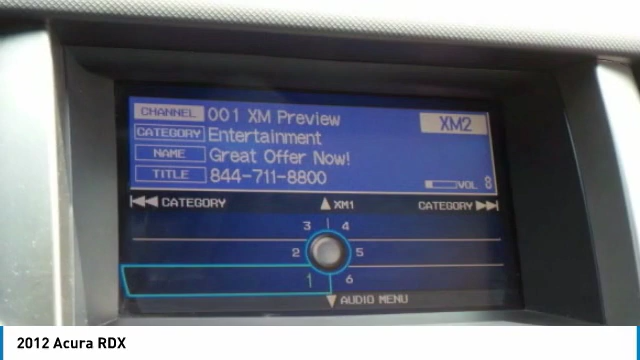 CHANNEL 001 XM Preview XM2
CATEGORY Entertainment
NAME Great Offer Now!
TITLE 844-711-8800
VOL 8
CATEGORY ▲ XM1 CATEGORY
3 4
2 5
1 6
▼ AUDIO MENU
2012 Acura RDX